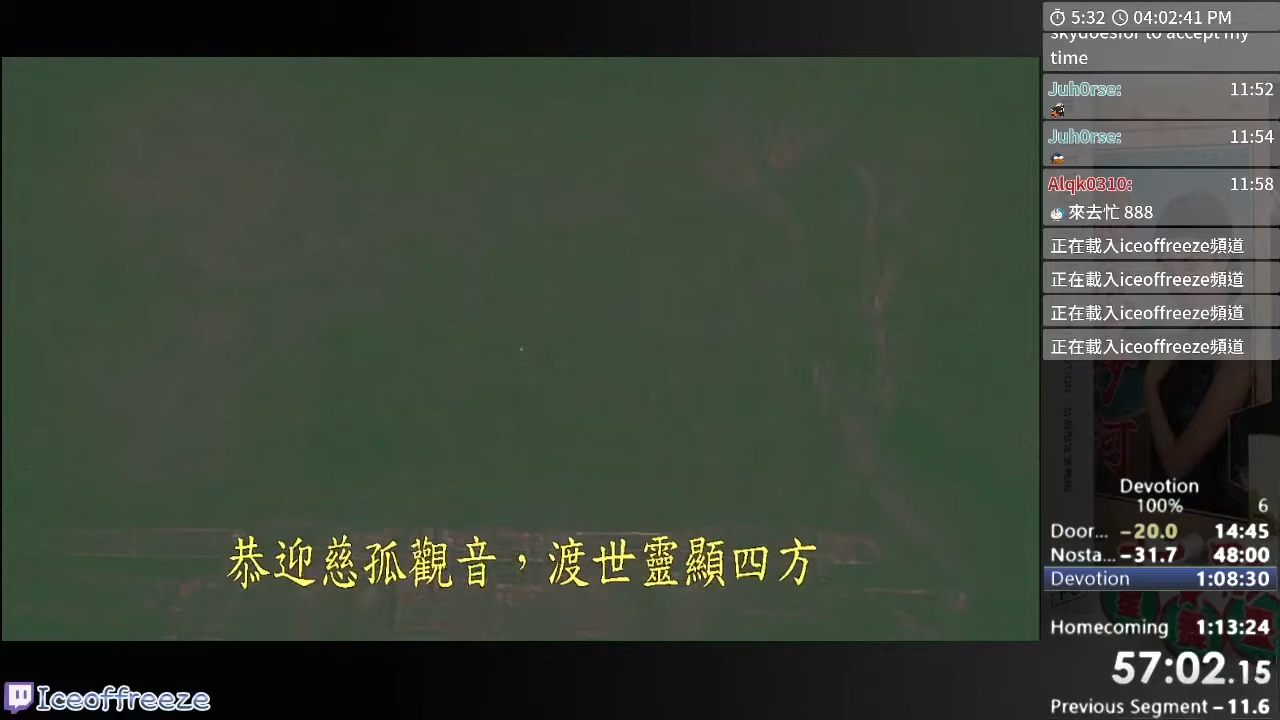 5:32 04:02:41 PM
skydoesfor to accept my
time
Juh0rse: 11:52
Juh0rse: 11:54
Alqk0310: 11:58
來去忙 888
正在載入iceoffreeze頻道
正在載入iceoffreeze頻道
正在載入iceoffreeze頻道
正在載入iceoffreeze頻道
Devotion
100% 6
Door... −20.0 14:45
Nosta... −31.7 48:00
Devotion 1:08:30
Homecoming 1:13:24
57:02.15
Previous Segment −11.6
恭迎慈孤觀音，渡世靈顯四方
Iceoffreeze